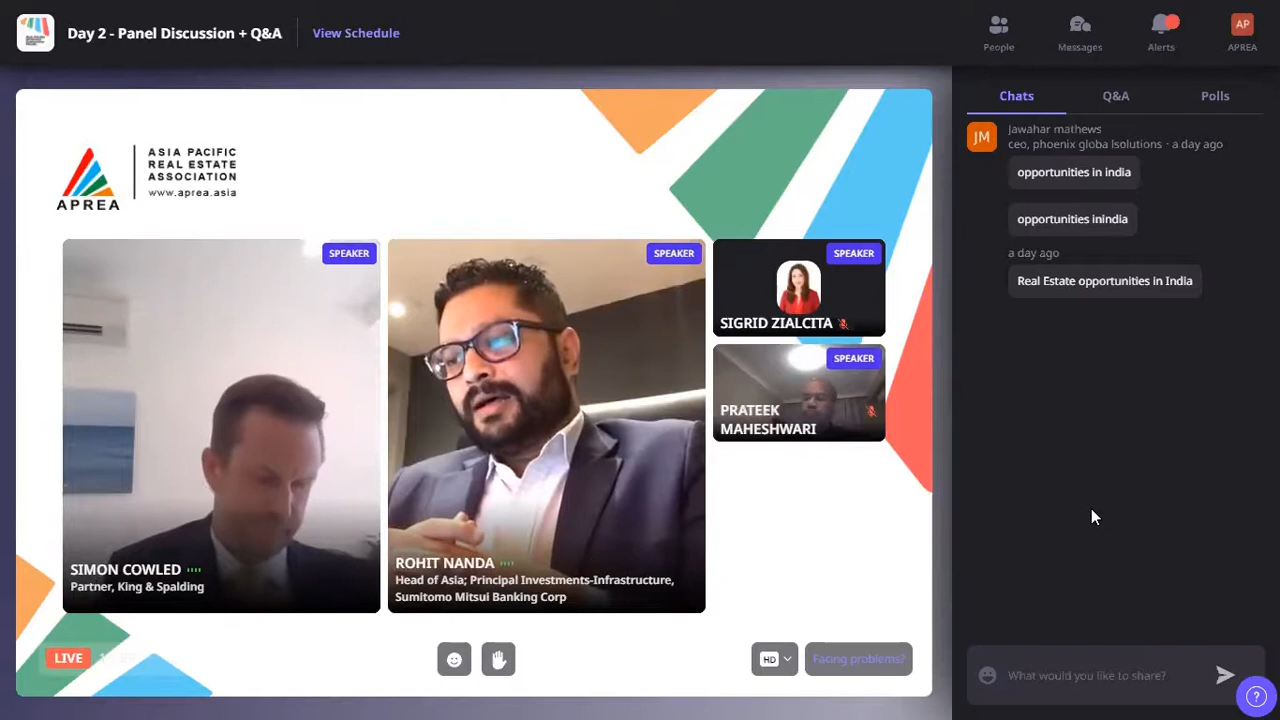 Day 2 - Panel Discussion + Q&A
View Schedule
People
Messages
Alerts
AP
APREA
ASIA PACIFIC
REAL ESTATE
ASSOCIATION
www.aprea.asia
APREA
SPEAKER
SIMON COWLED
Partner, King & Spalding
SPEAKER
ROHIT NANDA
Head of Asia; Principal Investments-Infrastructure,
Sumitomo Mitsui Banking Corp
SPEAKER
SIGRID ZIALCITA
SPEAKER
PRATEEK
MAHESHWARI
LIVE
HD
Facing problems?
Chats
Q&A
Polls
JM
Jawahar mathews
ceo, phoenix globa lsolutions · a day ago
opportunities in india
opportunities inindia
a day ago
Real Estate opportunities in India
What would you like to share?
?